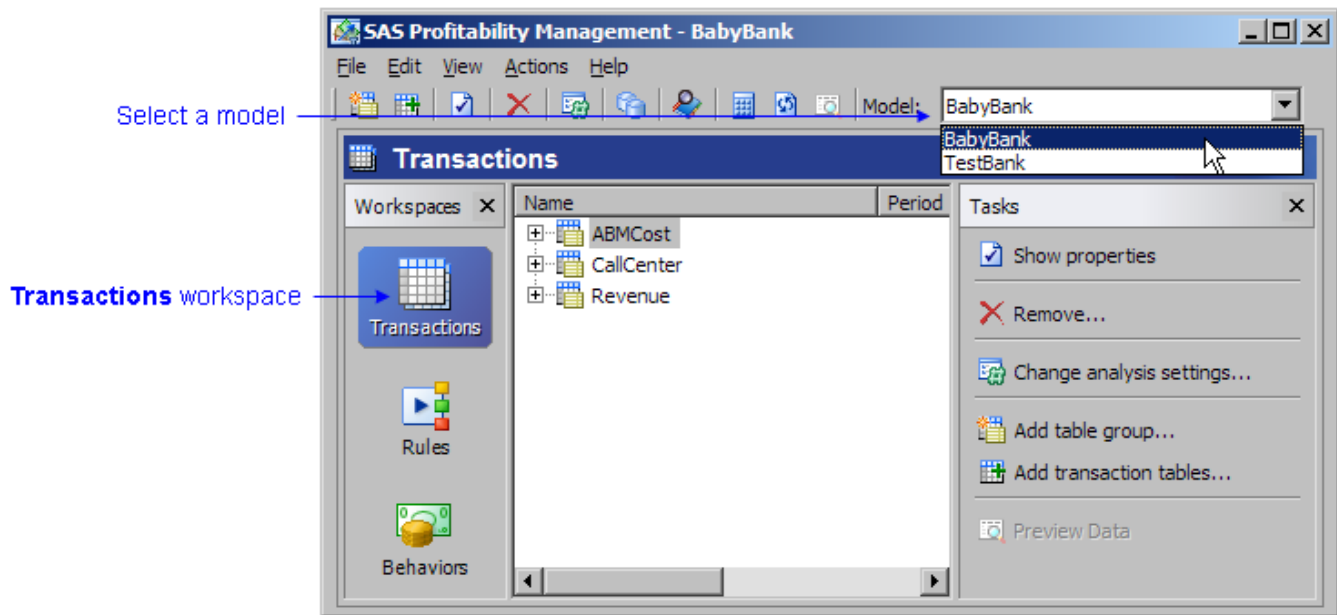 SAS Profitability Management - BabyBank
File Edit View Actions Help
Select a model
Model:
BabyBank
BabyBank
TestBank
Transactions
Workspaces
Name
Period
Tasks
ABMCost
CallCenter
Revenue
Transactions workspace
Transactions
Rules
Behaviors
Show properties
Remove...
Change analysis settings...
Add table group...
Add transaction tables...
Preview Data